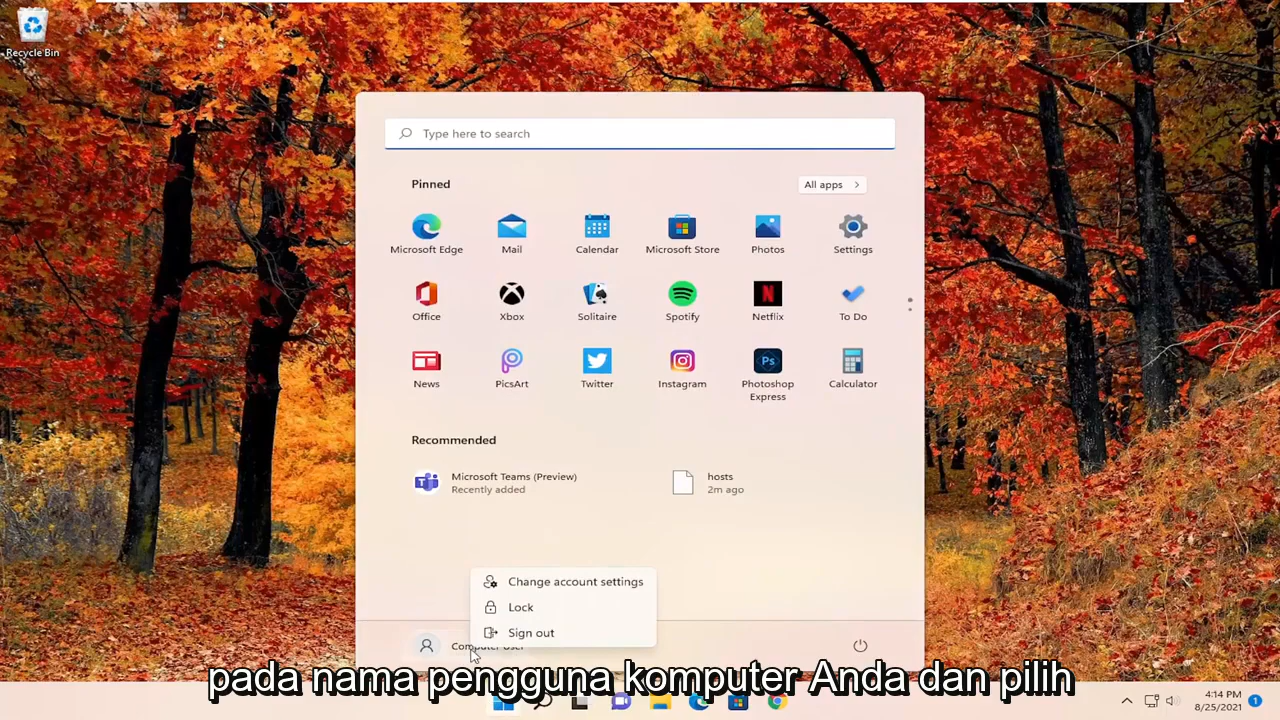 Recycle Bin
Type here to search
Pinned
All apps
Microsoft Edge
Mail
Calendar
Microsoft Store
Photos
Settings
Office
Xbox
Solitaire
Spotify
Netflix
To Do
News
PicsArt
Twitter
Instagram
Photoshop
Express
Calculator
Recommended
Microsoft Teams (Preview)
Recently added
hosts
2m ago
Change account settings
Lock
Sign out
Computer User
pada nama pengguna komputer Anda dan pilih
4:14 PM
8/25/2021
1